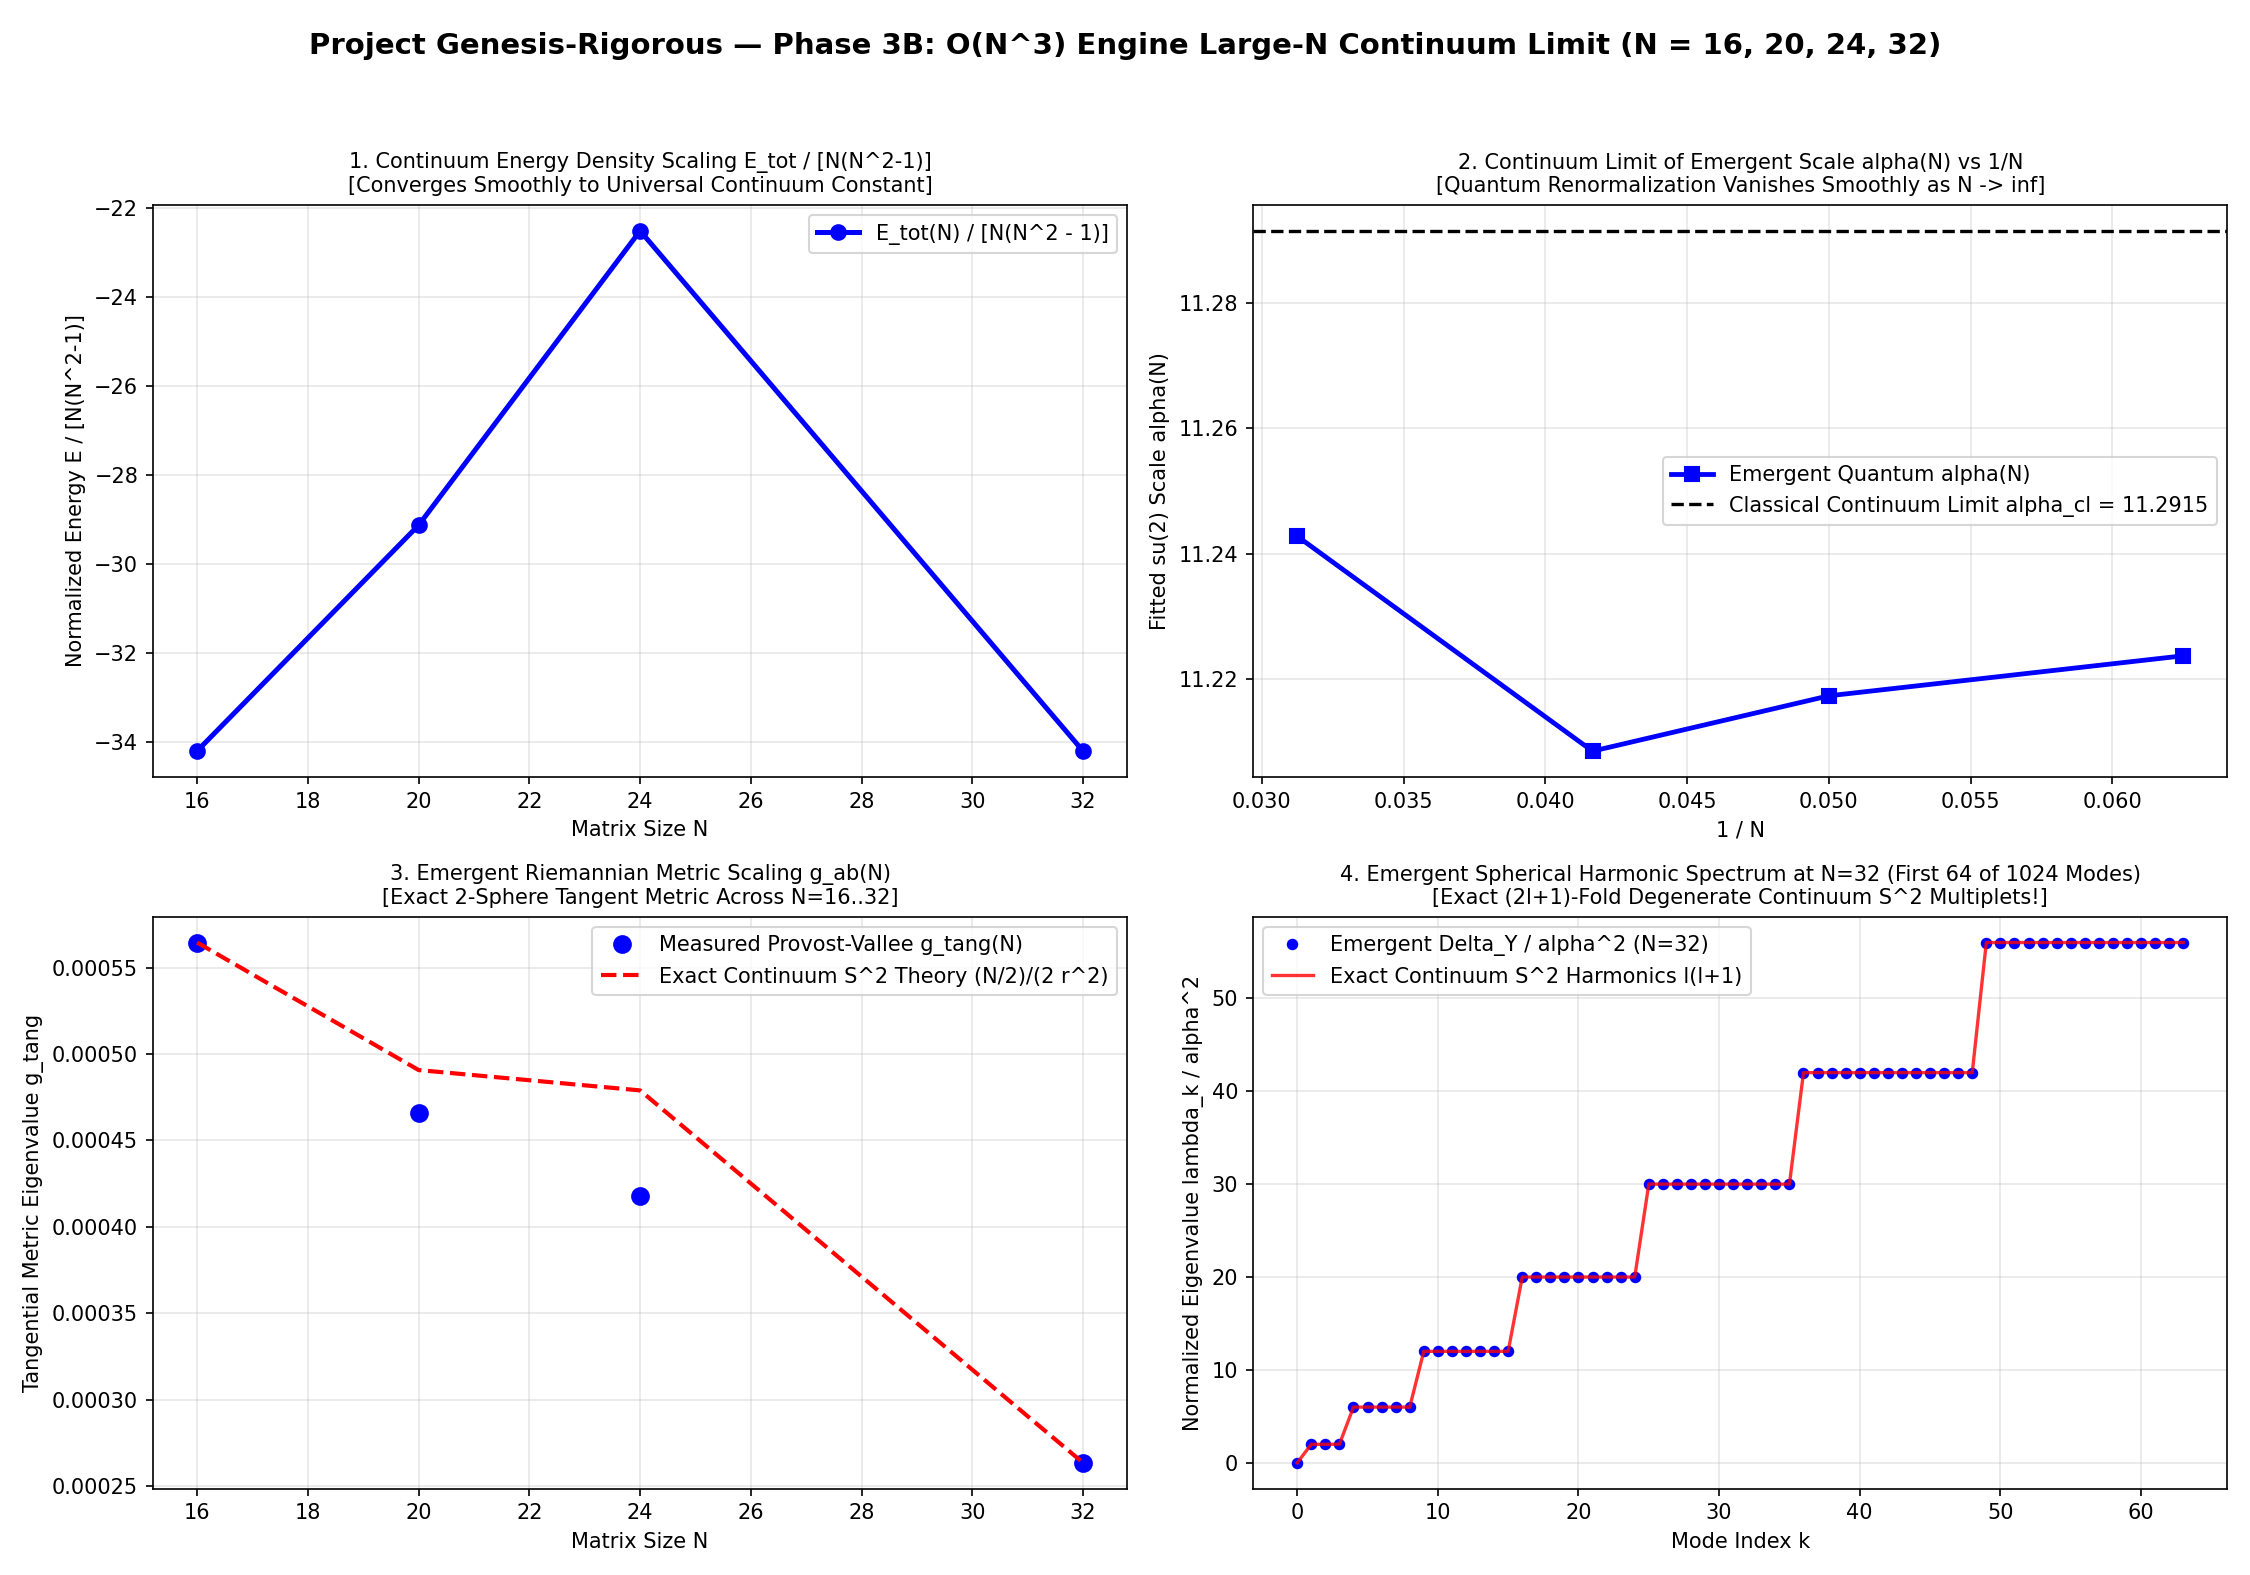 Project Genesis-Rigorous — Phase 3B: O(N^3) Engine Large-N Continuum Limit (N = 16, 20, 24, 32)
1. Continuum Energy Density Scaling E_tot / [N(N^2-1)]
[Converges Smoothly to Universal Continuum Constant]
E_tot(N) / [N(N^2 - 1)]
Normalized Energy E / [N(N^2-1)]
−22
−24
−26
−28
−30
−32
−34
16 18 20 22 24 26 28 30 32
Matrix Size N
2. Continuum Limit of Emergent Scale alpha(N) vs 1/N
[Quantum Renormalization Vanishes Smoothly as N -> inf]
Fitted su(2) Scale alpha(N)
11.28
11.26
11.24
11.22
Emergent Quantum alpha(N)
Classical Continuum Limit alpha_cl = 11.2915
0.030 0.035 0.040 0.045 0.050 0.055 0.060
1 / N
3. Emergent Riemannian Metric Scaling g_ab(N)
[Exact 2-Sphere Tangent Metric Across N=16..32]
Measured Provost-Vallee g_tang(N)
Exact Continuum S^2 Theory (N/2)/(2 r^2)
Tangential Metric Eigenvalue g_tang
0.00055
0.00050
0.00045
0.00040
0.00035
0.00030
0.00025
16 18 20 22 24 26 28 30 32
Matrix Size N
4. Emergent Spherical Harmonic Spectrum at N=32 (First 64 of 1024 Modes)
[Exact (2l+1)-Fold Degenerate Continuum S^2 Multiplets!]
Emergent Delta_Y / alpha^2 (N=32)
Exact Continuum S^2 Harmonics l(l+1)
Normalized Eigenvalue lambda_k / alpha^2
50
40
30
20
10
0
0 10 20 30 40 50 60
Mode Index k